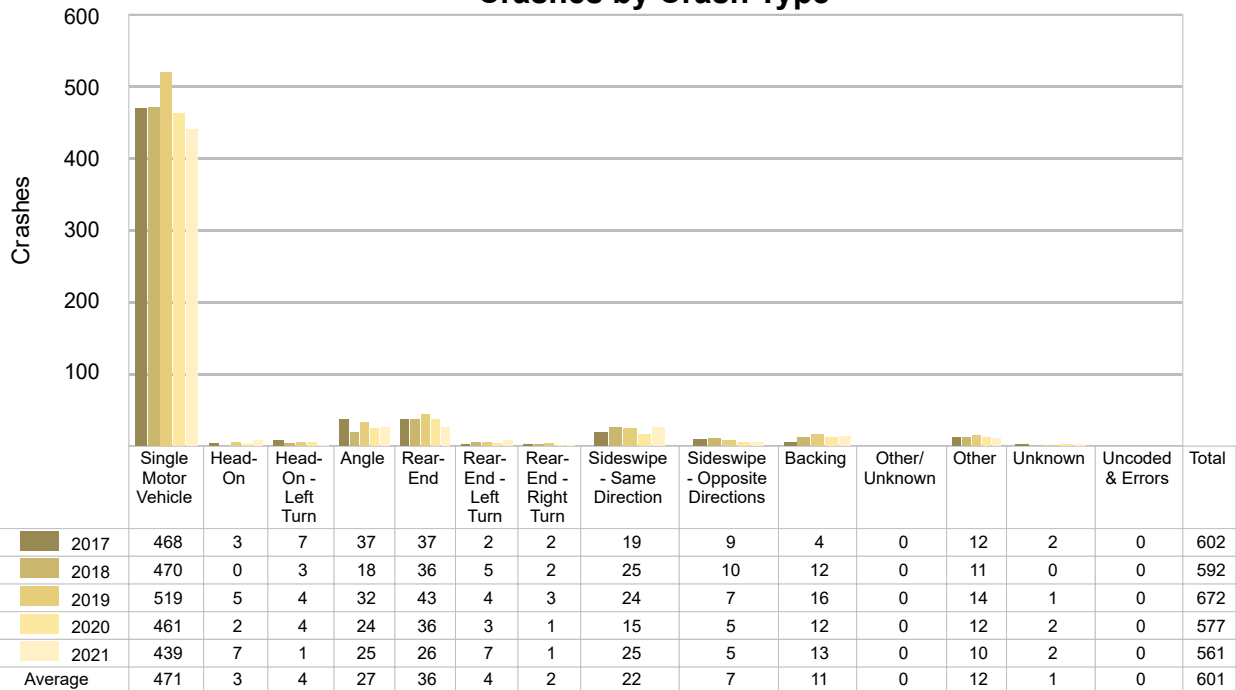 Crashes by Crash Type
600
500
400
300
200
100
Crashes
Single Motor Vehicle
Head-On
Head-On - Left Turn
Angle
Rear-End
Rear-End - Left Turn
Rear-End - Right Turn
Sideswipe - Same Direction
Sideswipe - Opposite Directions
Backing
Other/ Unknown
Other
Unknown
Uncoded & Errors
Total
2017 468 3 7 37 37 2 2 19 9 4 0 12 2 0 602
2018 470 0 3 18 36 5 2 25 10 12 0 11 0 0 592
2019 519 5 4 32 43 4 3 24 7 16 0 14 1 0 672
2020 461 2 4 24 36 3 1 15 5 12 0 12 2 0 577
2021 439 7 1 25 26 7 1 25 5 13 0 10 2 0 561
Average 471 3 4 27 36 4 2 22 7 11 0 12 1 0 601